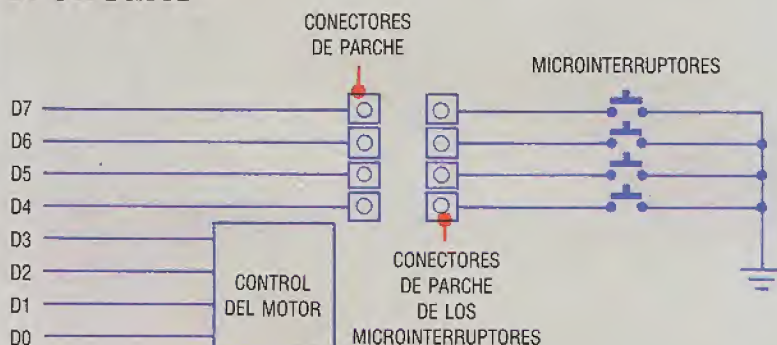 CONECTORES
DE PARCHE
MICROINTERRUPTORES
D7
D6
D5
D4
D3
D2
D1
D0
CONTROL
DEL MOTOR
CONECTORES
DE PARCHE
DE LOS
MICROINTERRUPTORES